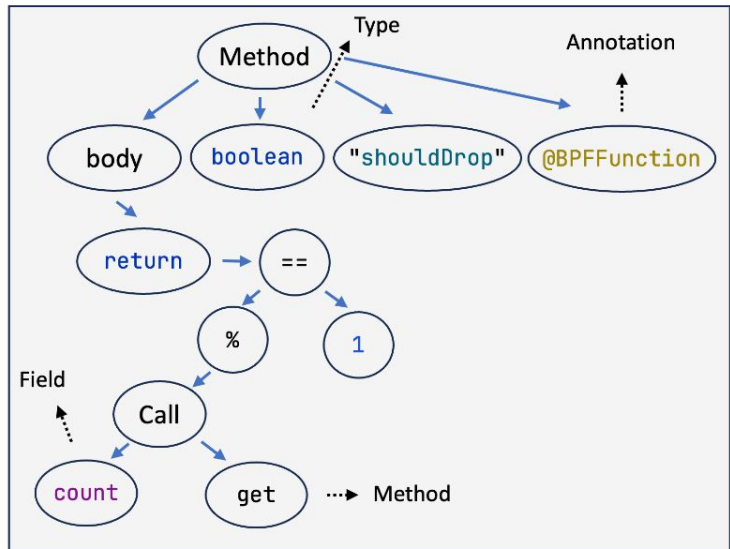 Type
Annotation
Method
body
boolean
"shouldDrop"
@BPFFunction
return
==
%
1
Field
Call
count
get
Method